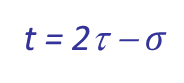 t = 2τ − σ